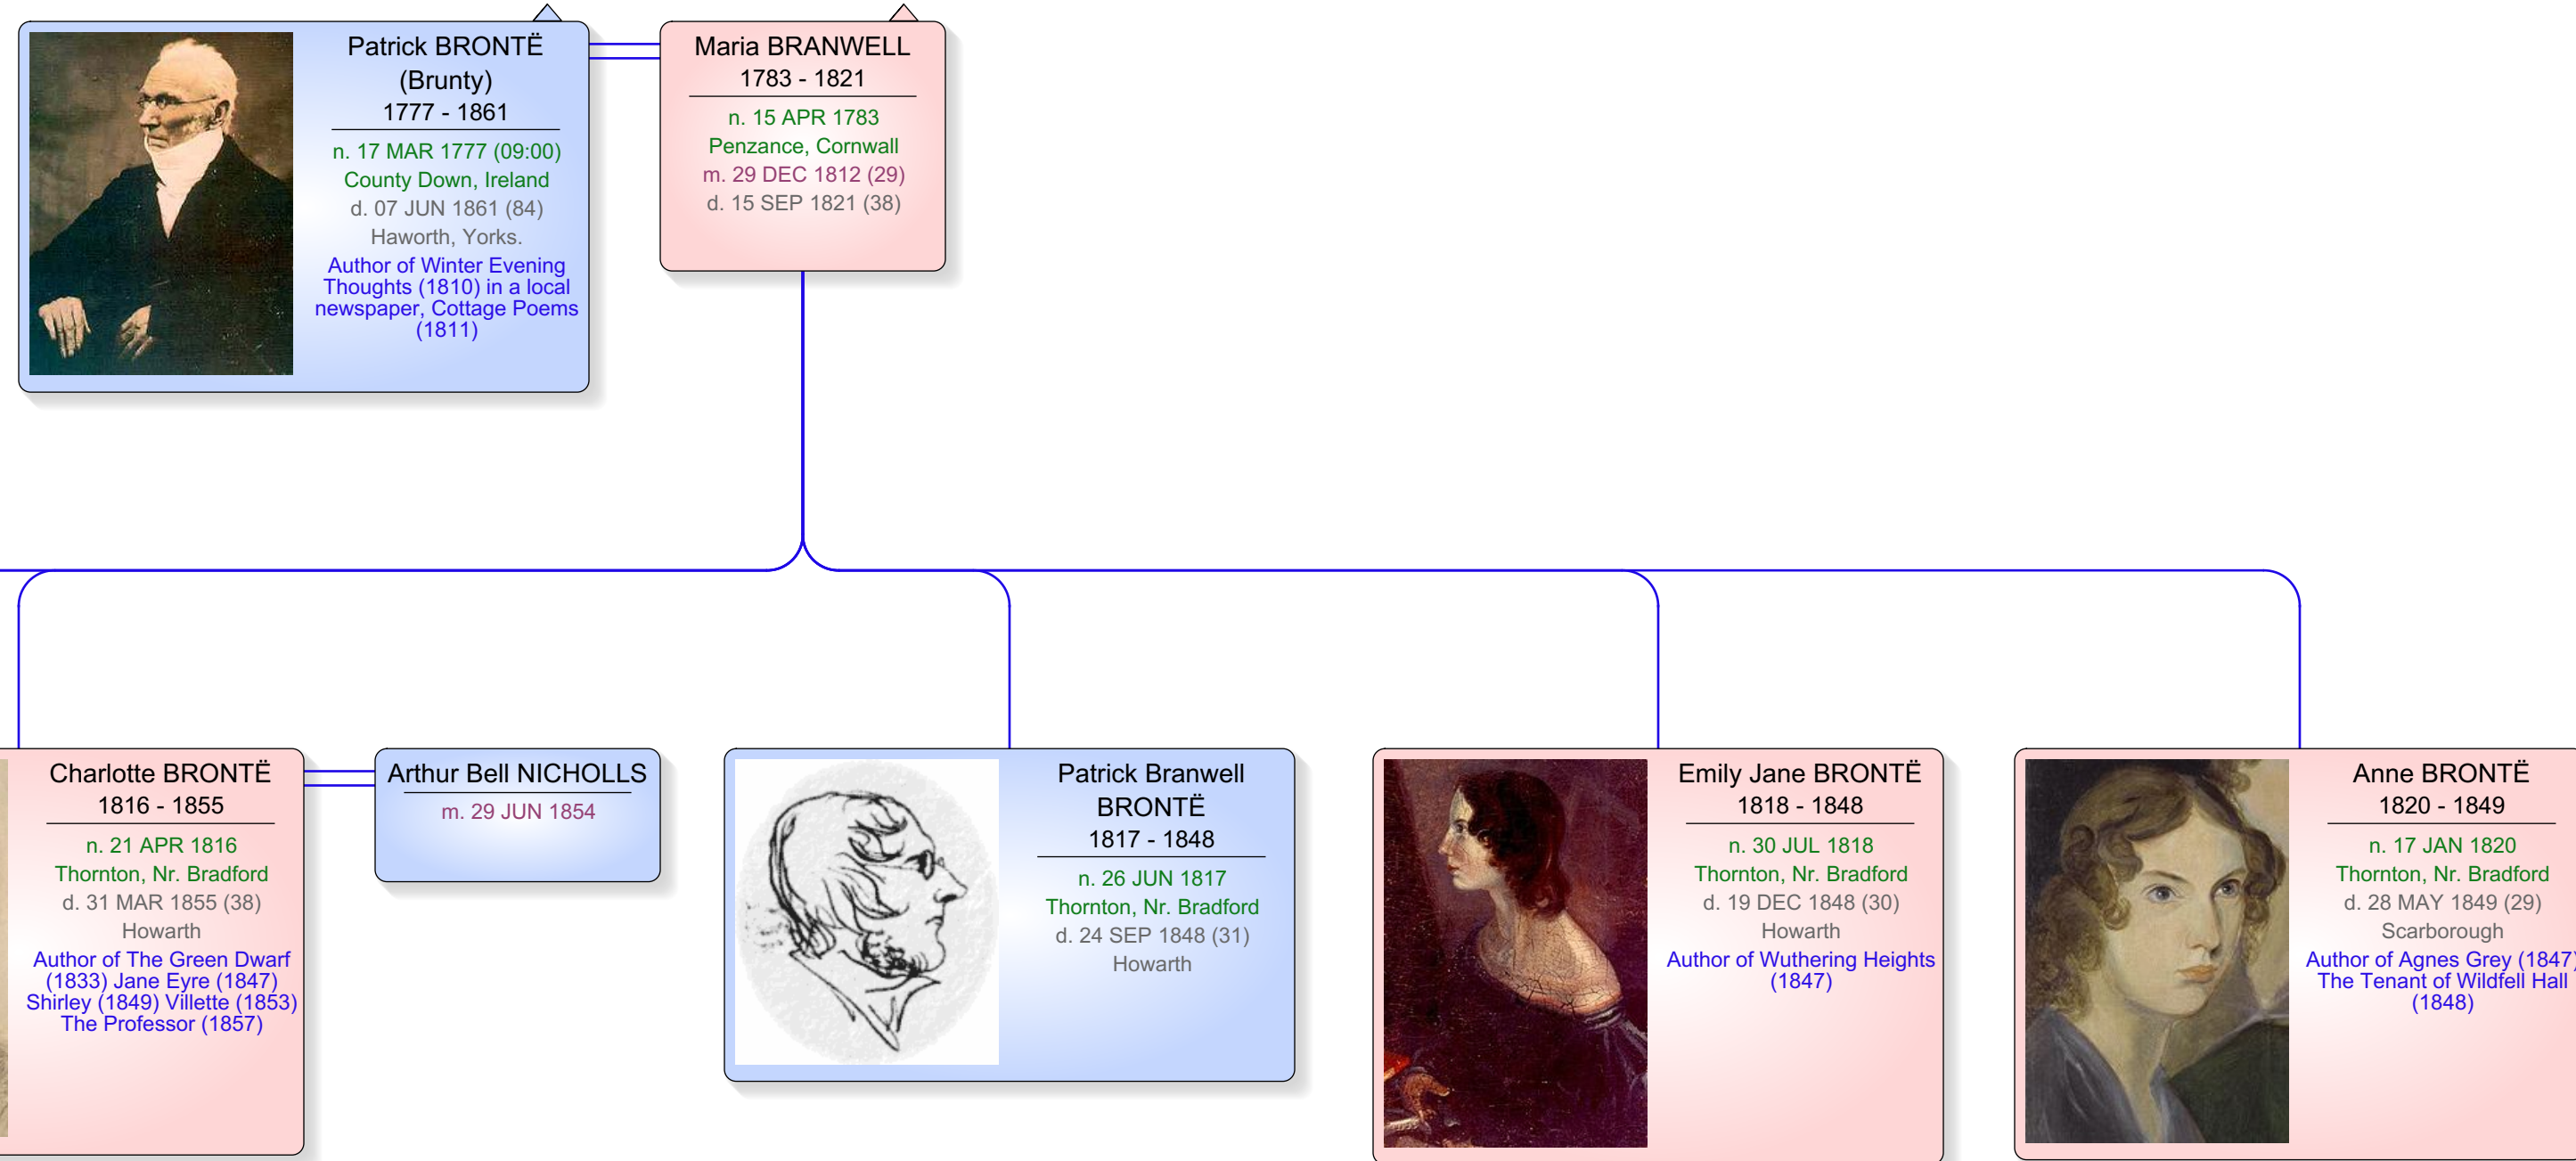 Patrick BRONTË
(Brunty)
1777 - 1861
n. 17 MAR 1777 (09:00)
County Down, Ireland
d. 07 JUN 1861 (84)
Haworth, Yorks.
Author of Winter Evening
Thoughts (1810) in a local
newspaper, Cottage Poems
(1811)
Maria BRANWELL
1783 - 1821
n. 15 APR 1783
Penzance, Cornwall
m. 29 DEC 1812 (29)
d. 15 SEP 1821 (38)
Charlotte BRONTË
1816 - 1855
n. 21 APR 1816
Thornton, Nr. Bradford
d. 31 MAR 1855 (38)
Howarth
Author of The Green Dwarf
(1833) Jane Eyre (1847)
Shirley (1849) Villette (1853)
The Professor (1857)
Arthur Bell NICHOLLS
m. 29 JUN 1854
Patrick Branwell
BRONTË
1817 - 1848
n. 26 JUN 1817
Thornton, Nr. Bradford
d. 24 SEP 1848 (31)
Howarth
Emily Jane BRONTË
1818 - 1848
n. 30 JUL 1818
Thornton, Nr. Bradford
d. 19 DEC 1848 (30)
Howarth
Author of Wuthering Heights
(1847)
Anne BRONTË
1820 - 1849
n. 17 JAN 1820
Thornton, Nr. Bradford
d. 28 MAY 1849 (29)
Scarborough
Author of Agnes Grey (1847)
The Tenant of Wildfell Hall
(1848)